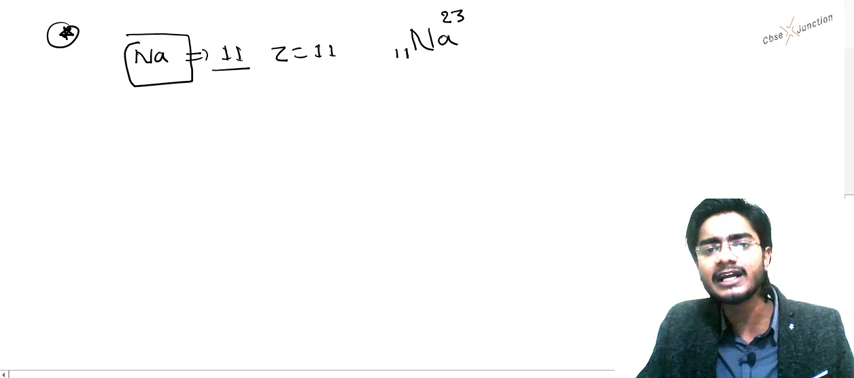 Na => 11 Z=11 ₁₁Na²³
Cbse Junction